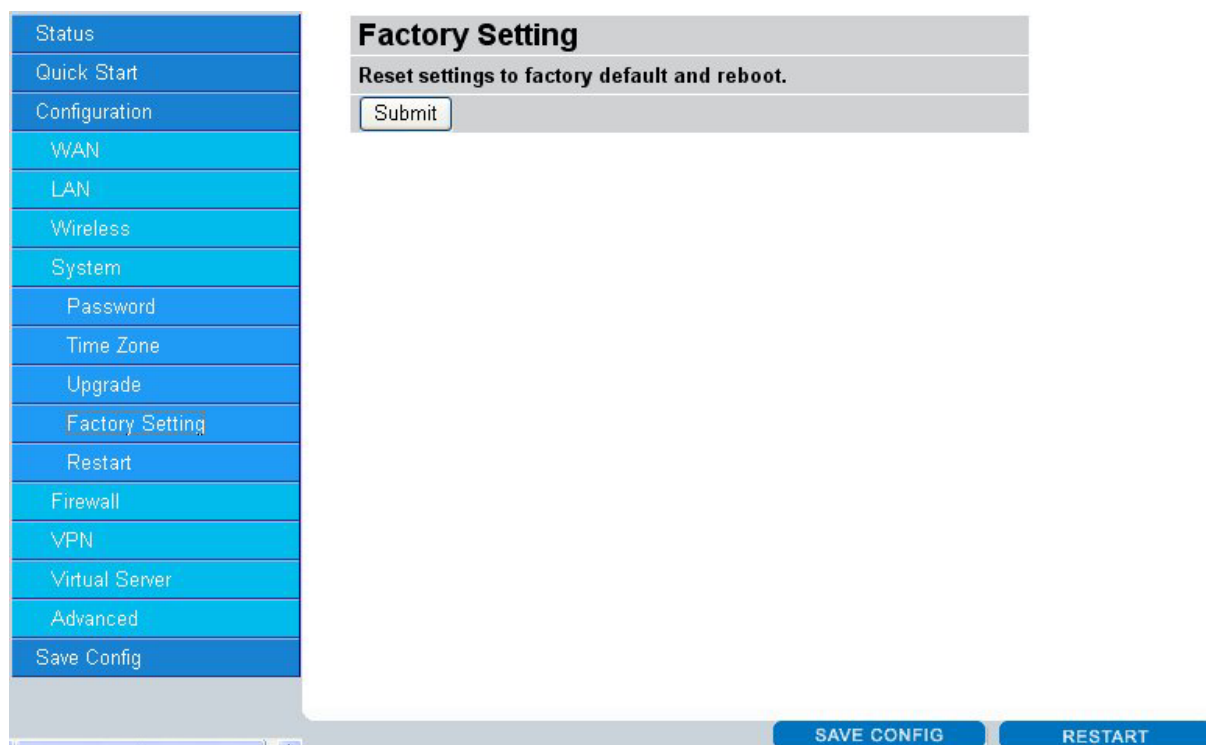 Status
Quick Start
Configuration
WAN
LAN
Wireless
System
Password
Time Zone
Upgrade
Factory Setting
Restart
Firewall
VPN
Virtual Server
Advanced
Save Config
Factory Setting
Reset settings to factory default and reboot.
Submit
SAVE CONFIG
RESTART